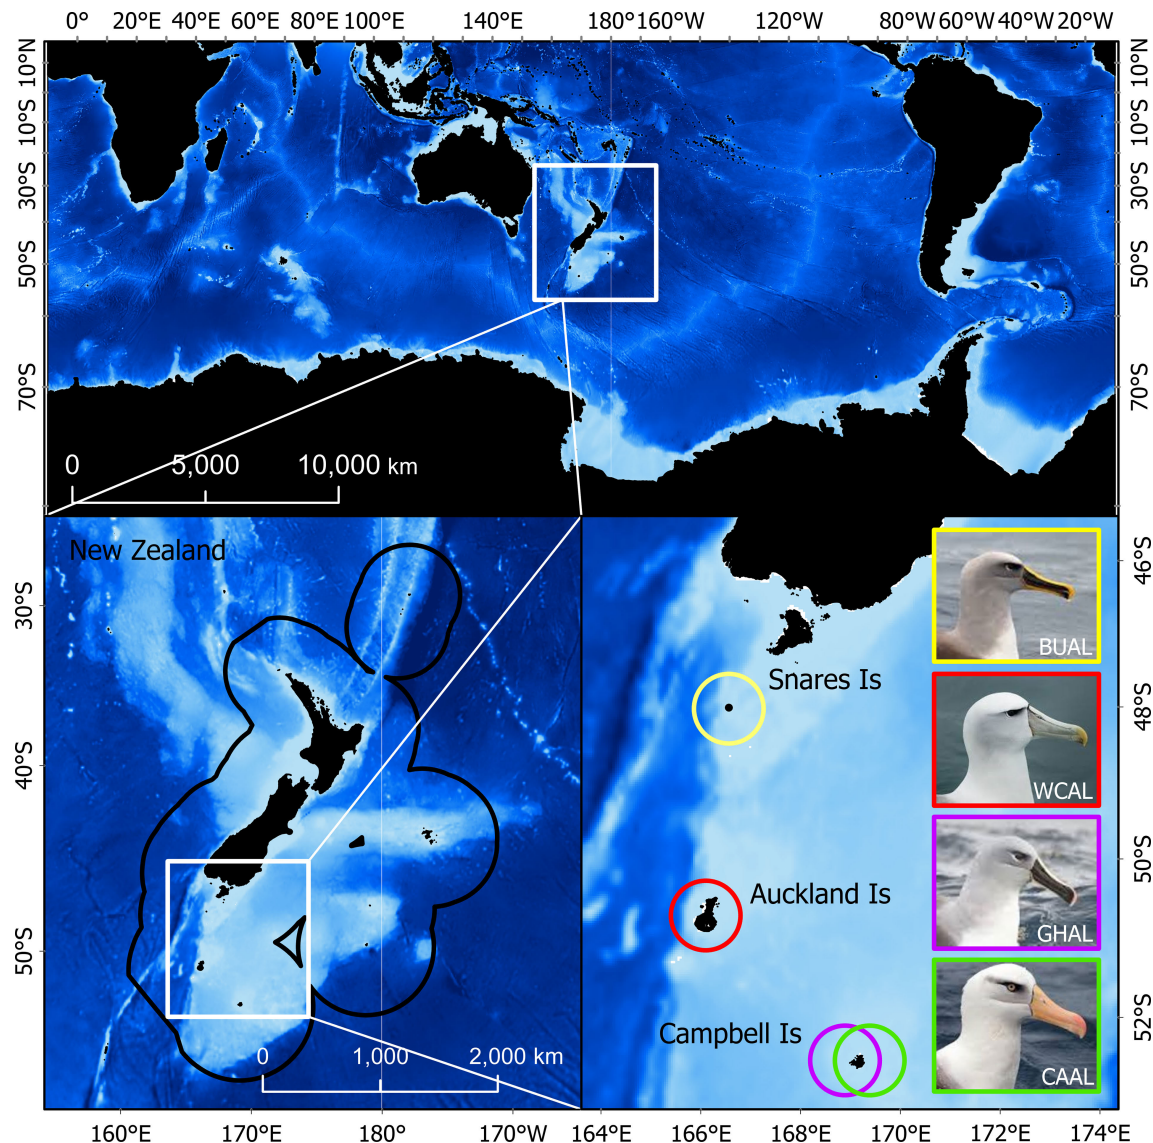 0° 20°E 40°E 60°E 80°E 100°E 140°E 180° 160°W 120°W 80°W 60°W 40°W 20°W
10°N 10°N
10°S 10°S
30°S 30°S
50°S 50°S
70°S 70°S
0 5,000 10,000 km
New Zealand
30°S
40°S
50°S
0 1,000 2,000 km
160°E 170°E 180° 170°W
46°S
48°S
50°S
52°S
Snares Is
Auckland Is
Campbell Is
BUAL
WCAL
GHAL
CAAL
164°E 166°E 168°E 170°E 172°E 174°E